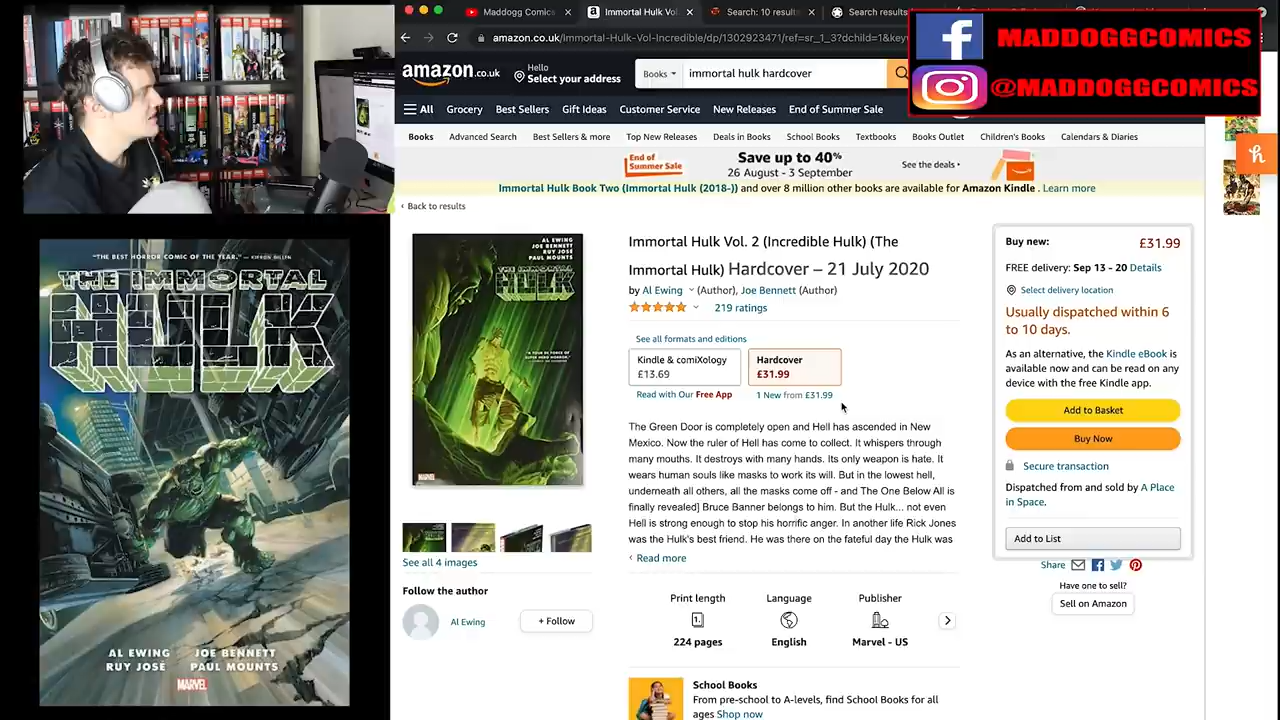 Maddogg Comics
Immortal Hulk Vol
Search: 10 result
Search results
amazon.co.uk/Immortal-Hulk-Vol-Incredible/dp/1302923471/ref=sr_1_3?dchild=1&key
MADDOGGCOMICS
@MADDOGGCOMICS
amazon.co.uk
Hello
Select your address
Books
immortal hulk hardcover
All
Grocery
Best Sellers
Gift Ideas
Customer Service
New Releases
End of Summer Sale
Books
Advanced Search
Best Sellers & more
Top New Releases
Deals in Books
School Books
Textbooks
Books Outlet
Children's Books
Calendars & Diaries
End of
Summer Sale
Save up to 40%
26 August - 3 September
See the deals
Immortal Hulk Book Two (Immortal Hulk (2018-)) and over 8 million other books are available for Amazon Kindle . Learn more
‹ Back to results
"THE BEST HORROR COMIC OF THE YEAR." — KIERON GILLEN
THE IMMORTAL
HULK
AL EWING
JOE BENNETT
RUY JOSÉ
PAUL MOUNTS
MARVEL
AL EWING
JOE BENNETT
RUY JOSÉ
PAUL MOUNTS
MARVEL
See all 4 images
Follow the author
Al Ewing
+ Follow
Immortal Hulk Vol. 2 (Incredible Hulk) (The
Immortal Hulk) Hardcover – 21 July 2020
by Al Ewing (Author), Joe Bennett (Author)
219 ratings
See all formats and editions
Kindle & comiXology
£13.69
Hardcover
£31.99
Read with Our Free App
1 New from £31.99
The Green Door is completely open and Hell has ascended in New
Mexico. Now the ruler of Hell has come to collect. It whispers through
many mouths. It destroys with many hands. Its only weapon is hate. It
wears human souls like masks to work its will. But in the lowest hell,
underneath all others, all the masks come off - and The One Below All is
finally revealed] Bruce Banner belongs to him. But the Hulk... not even
Hell is strong enough to stop his horrific anger. In another life Rick Jones
was the Hulk's best friend. He was there on the fateful day the Hulk was
Read more
Print length
224 pages
Language
English
Publisher
Marvel - US
School Books
From pre-school to A-levels, find School Books for all
ages Shop now
Buy new:
£31.99
FREE delivery: Sep 13 - 20 Details
Select delivery location
Usually dispatched within 6
to 10 days.
As an alternative, the Kindle eBook is
available now and can be read on any
device with the free Kindle app.
Add to Basket
Buy Now
Secure transaction
Dispatched from and sold by A Place
in Space.
Add to List
Share
Have one to sell?
Sell on Amazon